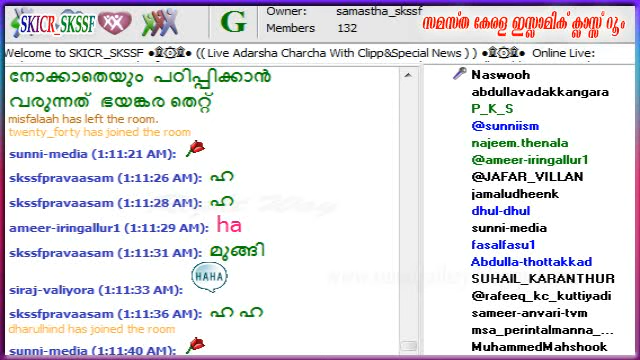 SKICR_SKSSF
G
Owner: samastha_skssf
Members 132
സമസ്ത കേരള ഇസ്ലാമിക് ക്ലാസ്സ് റൂം
Welcome to SKICR_SKSSF ●۩۞۩● (( Live Adarsha Charcha With Clipp&Special News ) ) ●۩۞۩● Online Live:
നോക്കാതെയും പഠിപ്പിക്കാൻ
വരുന്നത് ഭയങ്കര തെറ്റ്
misfalaah has left the room.
twenty_forty has joined the room
sunni-media (1:11:21 AM):
skssfpravaasam (1:11:26 AM): ഹ
skssfpravaasam (1:11:28 AM): ഹ
ameer-iringallur1 (1:11:29 AM): ha
skssfpravaasam (1:11:31 AM): മുങ്ങി
HAHA
siraj-valiyora (1:11:33 AM):
skssfpravaasam (1:11:36 AM): ഹ ഹ
dharulhind has joined the room
sunni-media (1:11:40 AM):
Naswooh
abdullavadakkangara
P_K_S
@sunniism
najeem.thenala
@ameer-iringallur1
@JAFAR_VILLAN
jamaludheenk
dhul-dhul
sunni-media
fasalfasu1
Abdulla-thottakkad
SUHAIL_KARANTHUR
@rafeeq_kc_kuttiyadi
sameer-anvari-tvm
msa_perintalmanna_...
MuhammedMahshook